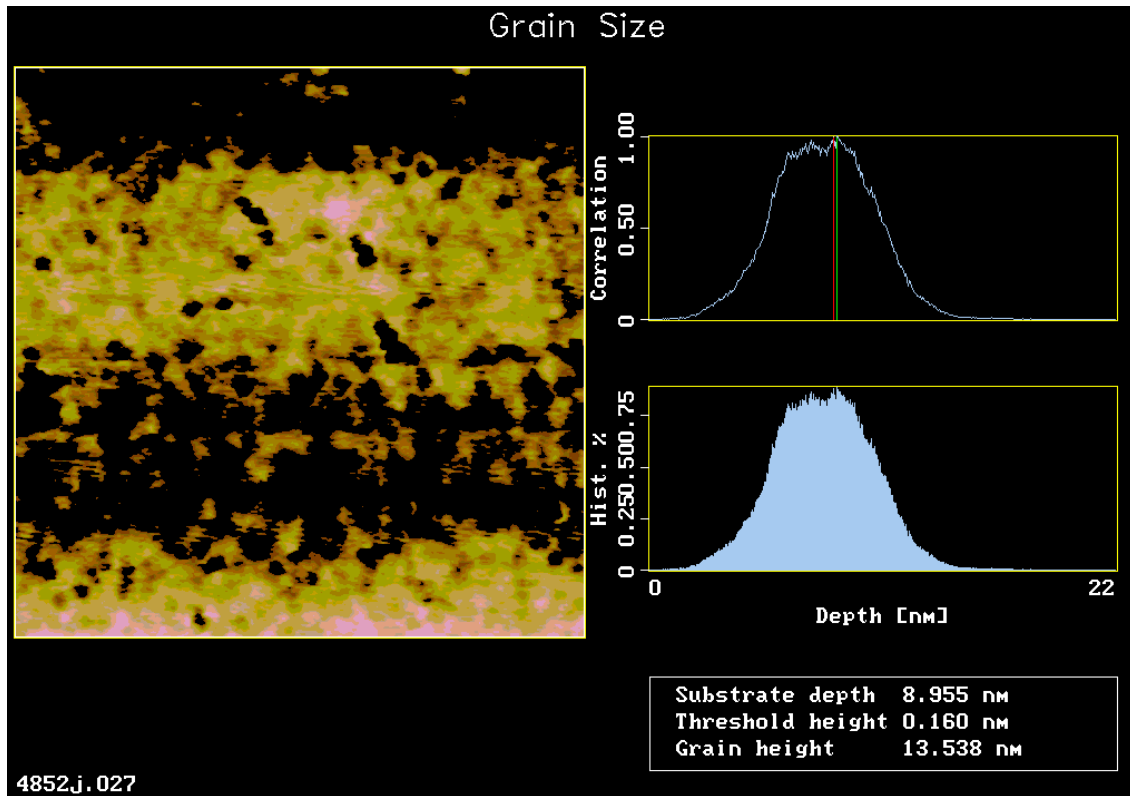 Grain Size
Correlation
1.00
0.50
0
Hist. %
0.75
0.50
0.25
0
0 22
Depth [nm]
Substrate depth 8.955 nm
Threshold height 0.160 nm
Grain height 13.538 nm
4852j.027